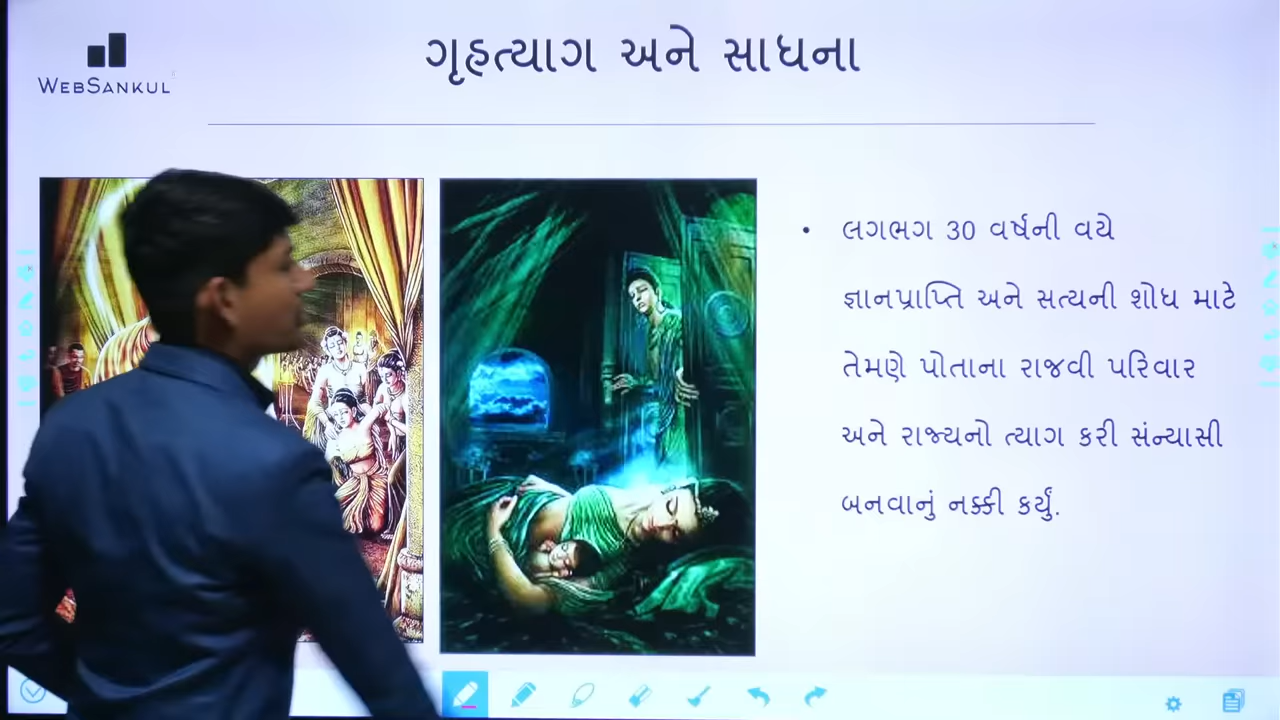 WEBSANKUL
ગૃહત્યાગ અને સાધના
• લગભગ 30 વર્ષની વયે
જ્ઞાનપ્રાપ્તિ અને સત્યની શોધ માટે
તેમણે પોતાના રાજવી પરિવાર
અને રાજ્યનો ત્યાગ કરી સંન્યાસી
બનવાનું નક્કી કર્યું.